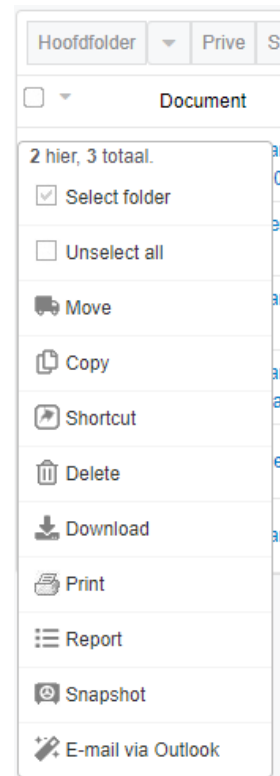 Hoofdfolder Prive
Document
2 hier, 3 totaal.
Select folder
Unselect all
Move
Copy
Shortcut
Delete
Download
Print
Report
Snapshot
E-mail via Outlook